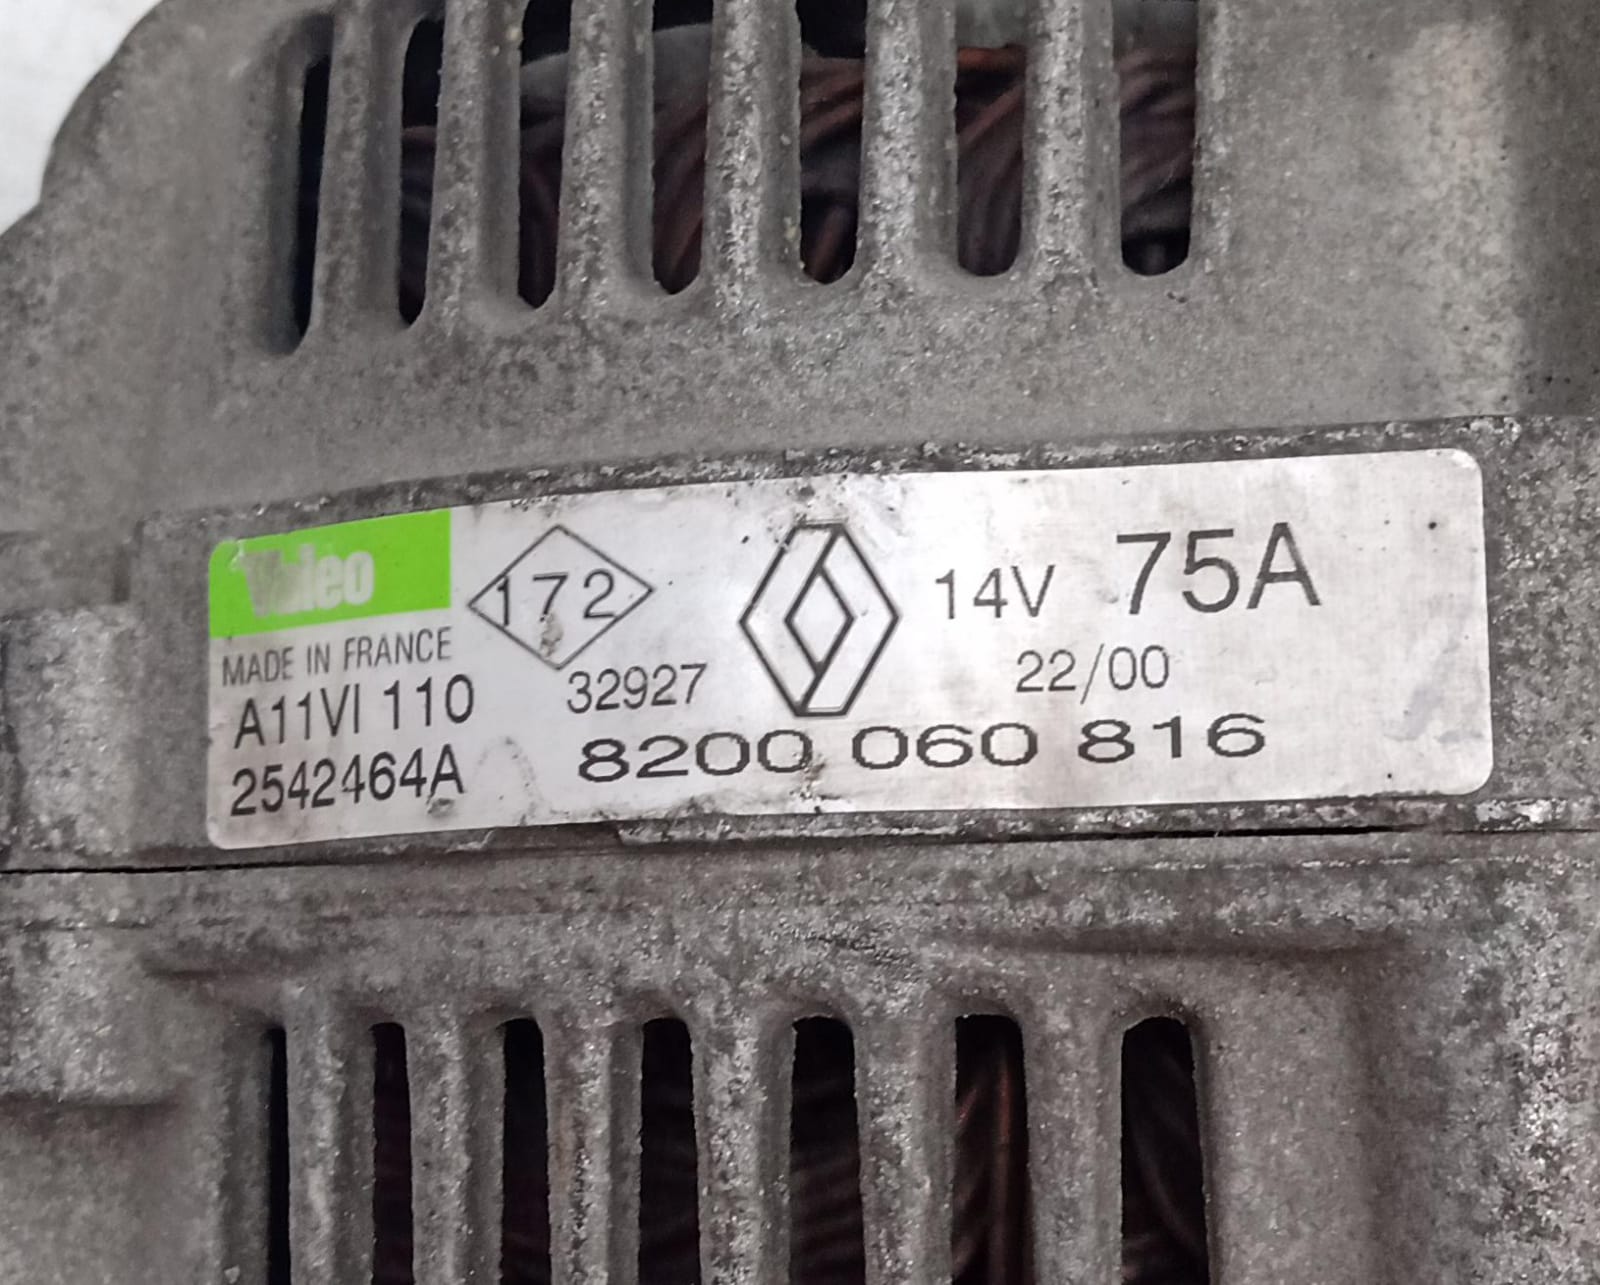 Valeo
172
14V 75A
MADE IN FRANCE
32927
22/00
A11VI 110
2542464A
8200 060 816